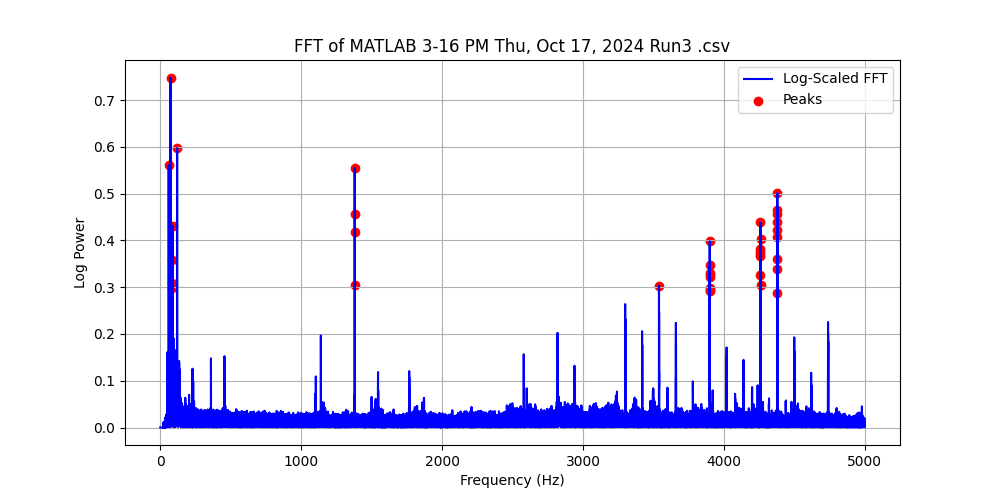 FFT of MATLAB 3-16 PM Thu, Oct 17, 2024 Run3 .csv
Log-Scaled FFT
Peaks
Log Power
0.7
0.6
0.5
0.4
0.3
0.2
0.1
0.0
0 1000 2000 3000 4000 5000
Frequency (Hz)